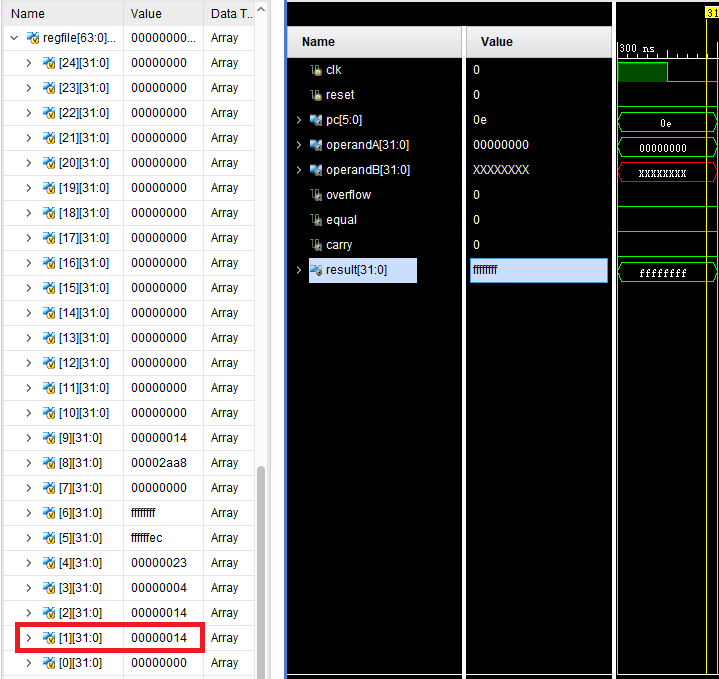 Name Value Data T...
regfile[63:0]... 00000000... Array
[24][31:0] 00000000 Array
[23][31:0] 00000000 Array
[22][31:0] 00000000 Array
[21][31:0] 00000000 Array
[20][31:0] 00000000 Array
[19][31:0] 00000000 Array
[18][31:0] 00000000 Array
[17][31:0] 00000000 Array
[16][31:0] 00000000 Array
[15][31:0] 00000000 Array
[14][31:0] 00000000 Array
[13][31:0] 00000000 Array
[12][31:0] 00000000 Array
[11][31:0] 00000000 Array
[10][31:0] 00000000 Array
[9][31:0] 00000014 Array
[8][31:0] 00002aa8 Array
[7][31:0] 00000000 Array
[6][31:0] ffffffff Array
[5][31:0] ffffffec Array
[4][31:0] 00000023 Array
[3][31:0] 00000004 Array
[2][31:0] 00000014 Array
[1][31:0] 00000014 Array
[0][31:0] 00000000 Array
Name Value
clk 0
reset 0
pc[5:0] 0e
operandA[31:0] 00000000
operandB[31:0] XXXXXXXX
overflow 0
equal 0
carry 0
result[31:0] ffffffff
31
300 ns
0e
00000000
XXXXXXXX
ffffffff